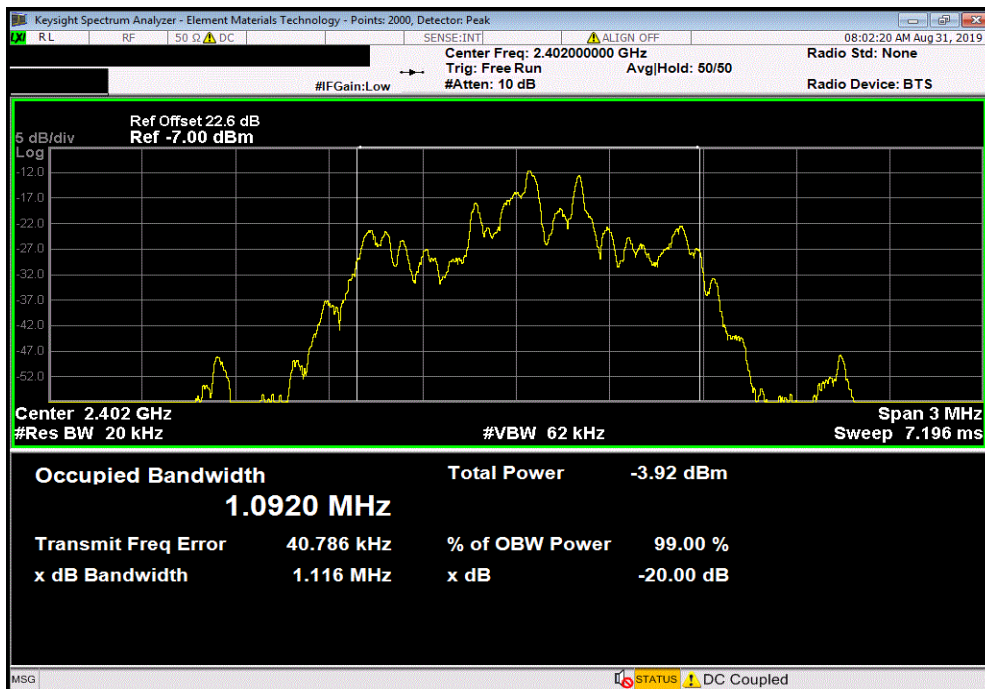 Keysight Spectrum Analyzer - Element Materials Technology - Points: 2000, Detector: Peak
LXI RL RF 50 Ω DC SENSE:INT ALIGN OFF 08:02:20 AM Aug 31, 2019
Center Freq: 2.402000000 GHz Radio Std: None
Trig: Free Run Avg|Hold: 50/50
#IFGain:Low #Atten: 10 dB Radio Device: BTS
Ref Offset 22.6 dB
5 dB/div Ref -7.00 dBm
Log
-12.0
-17.0
-22.0
-27.0
-32.0
-37.0
-42.0
-47.0
-52.0
Center 2.402 GHz Span 3 MHz
#Res BW 20 kHz #VBW 62 kHz Sweep 7.196 ms
Occupied Bandwidth Total Power -3.92 dBm
1.0920 MHz
Transmit Freq Error 40.786 kHz % of OBW Power 99.00 %
x dB Bandwidth 1.116 MHz x dB -20.00 dB
MSG STATUS DC Coupled